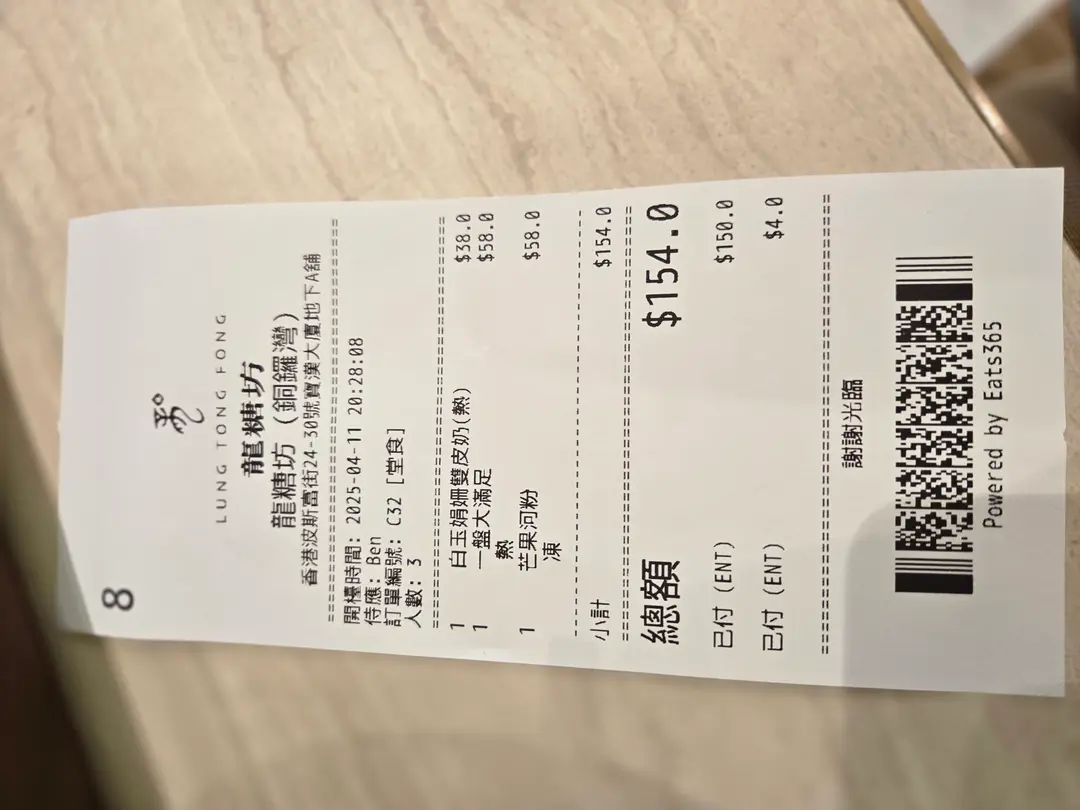 8
LUNG TONG FONG
龍糖坊
龍糖坊 (銅鑼灣)
香港波斯富街24-30號寶漢大廈地下A舖
開檯時間: 2025-04-11 20:28:08
侍應: Ben
訂單編號: C32 [堂食]
人數: 3
1 白玉娟姍雙皮奶(熱) $38.0
1 一盤大滿足 $58.0
熱
1 芒果河粉 $58.0
凍
小計 $154.0
總額 $154.0
已付 (ENT) $150.0
已付 (ENT) $4.0
謝謝光臨
Powered by Eats365